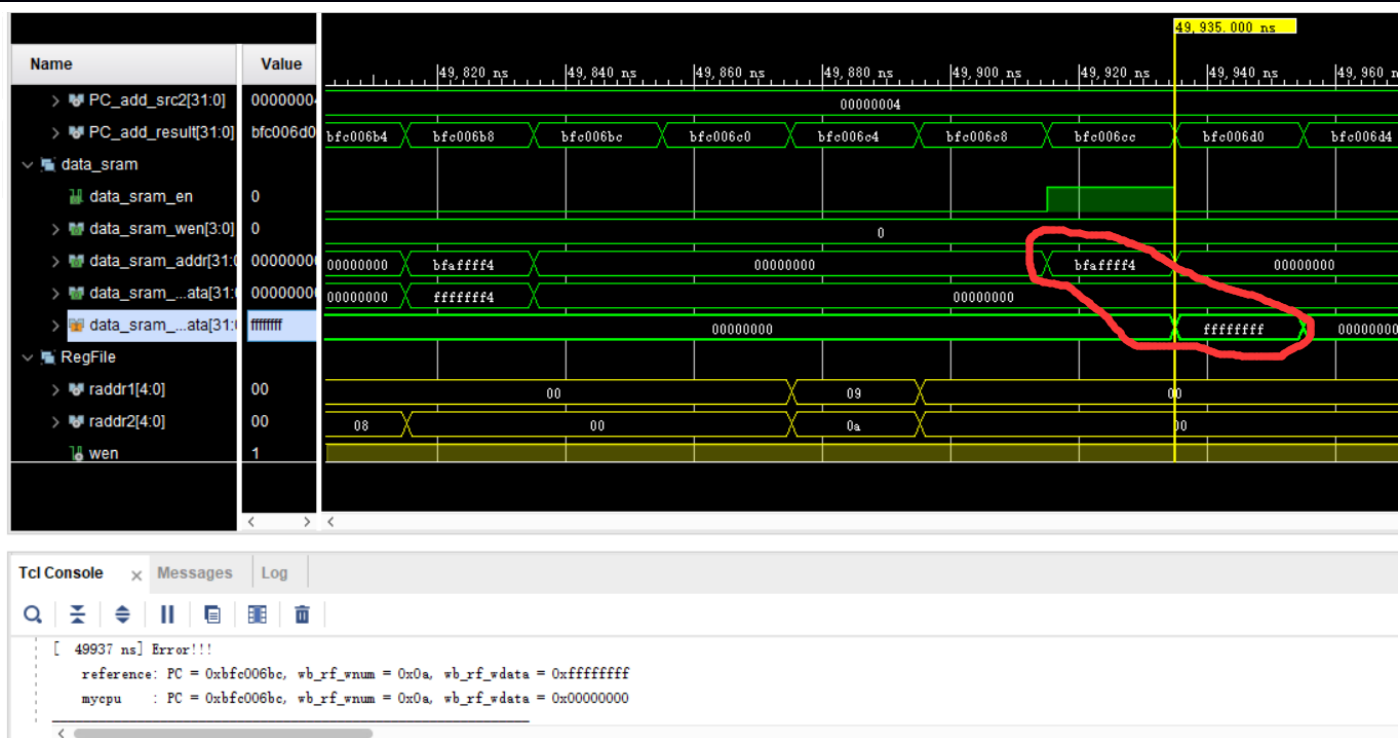 49,935.000 ns
Name Value
49,820 ns 49,840 ns 49,860 ns 49,880 ns 49,900 ns 49,920 ns 49,940 ns 49,960 n
PC_add_src2[31:0] 00000004 00000004
PC_add_result[31:0] bfc006d0 bfc006b4 bfc006b8 bfc006bc bfc006c0 bfc006c4 bfc006c8 bfc006cc bfc006d0 bfc006d4
data_sram
data_sram_en 0
data_sram_wen[3:0] 0 0
data_sram_addr[31:0 00000000 00000000 bfaffff4 00000000 bfaffff4 00000000
data_sram_...ata[31:0 00000000 00000000 fffffff4 00000000
data_sram_...ata[31:0 ffffffff 00000000 ffffffff 00000000
RegFile
raddr1[4:0] 00 00 09 00
raddr2[4:0] 00 08 00 0a 00
wen 1
Tcl Console × Messages Log
[ 49937 ns] Error!!!
reference: PC = 0xbfc006bc, wb_rf_wnum = 0x0a, wb_rf_wdata = 0xffffffff
mycpu : PC = 0xbfc006bc, wb_rf_wnum = 0x0a, wb_rf_wdata = 0x00000000